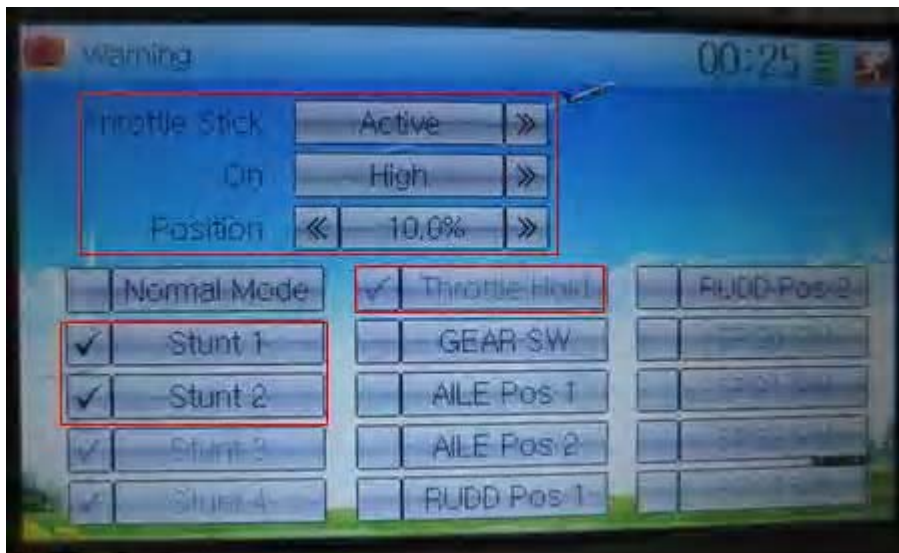 Warning 00:25
Throttle Stick Active
On High
Position 10.0%
Normal Mode Throttle Hold RUDD Pos 2
Stunt 1 GEAR SW
Stunt 2 AILE Pos 1
Stunt 3 AILE Pos 2
Stunt 4 RUDD Pos 1